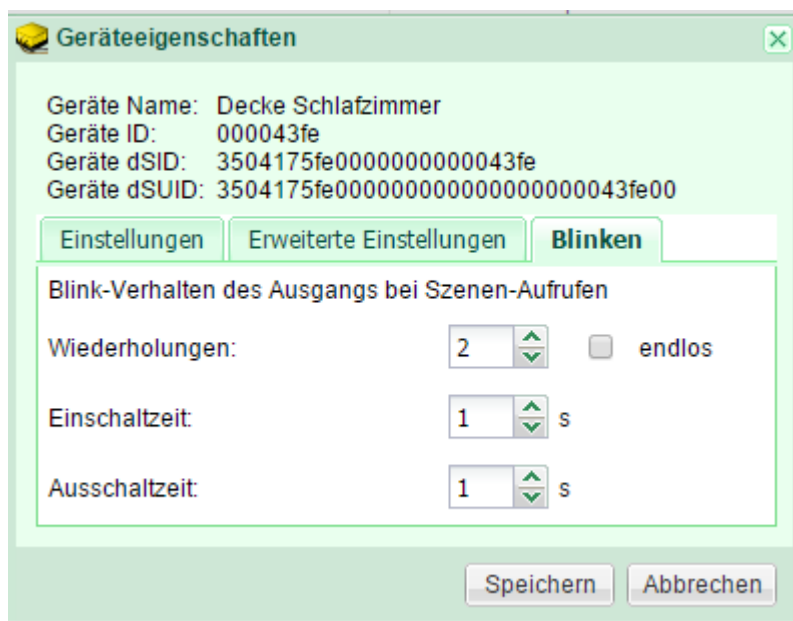 Geräteeigenschaften
Geräte Name: Decke Schlafzimmer
Geräte ID: 000043fe
Geräte dSID: 3504175fe0000000000043fe
Geräte dSUID: 3504175fe000000000000000000043fe00
Einstellungen Erweiterte Einstellungen Blinken
Blink-Verhalten des Ausgangs bei Szenen-Aufrufen
Wiederholungen: 2 endlos
Einschaltzeit: 1 s
Ausschaltzeit: 1 s
Speichern Abbrechen